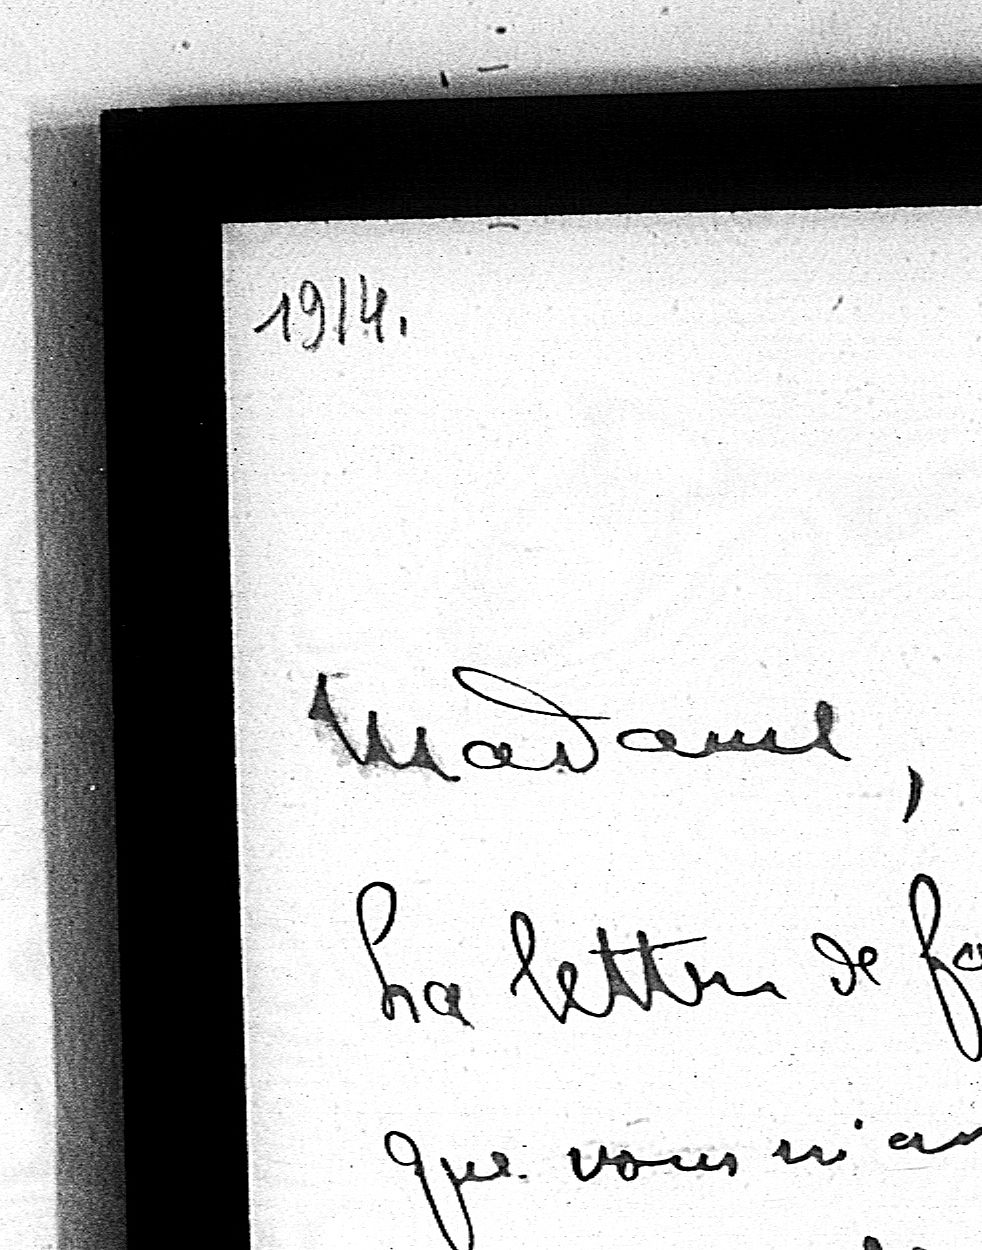 1914.
Madame,
La lettre de
que vous